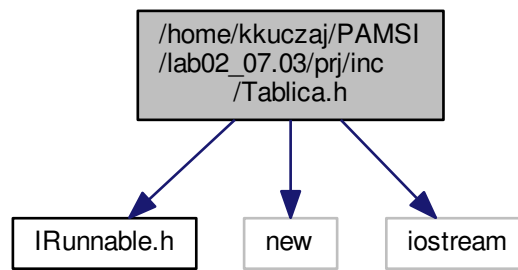 /home/kkuczaj/PAMSI
/lab02_07.03/prj/inc
/Tablica.h
IRunnable.h
new
iostream